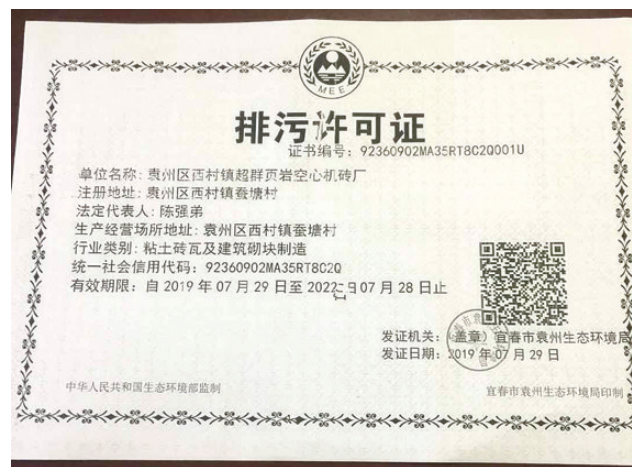 MEE
排污许可证
证书编号：92360902MA35RT8C2Q001U
单位名称：袁州区西村镇超群页岩空心机砖厂
注册地址：袁州区西村镇蚕塘村
法定代表人：陈强弟
生产经营场所地址：袁州区西村镇蚕塘村
行业类别：粘土砖瓦及建筑砌块制造
统一社会信用代码：92360902MA35RT8C2Q
有效期限：自 2019 年 07 月 29 日至 2022 07 月 28 日止
发证机关：（盖章）宜春市袁州生态环境局
发证日期：2019 年 07 月 29 日
中华人民共和国生态环境部监制
宜春市袁州生态环境局印制